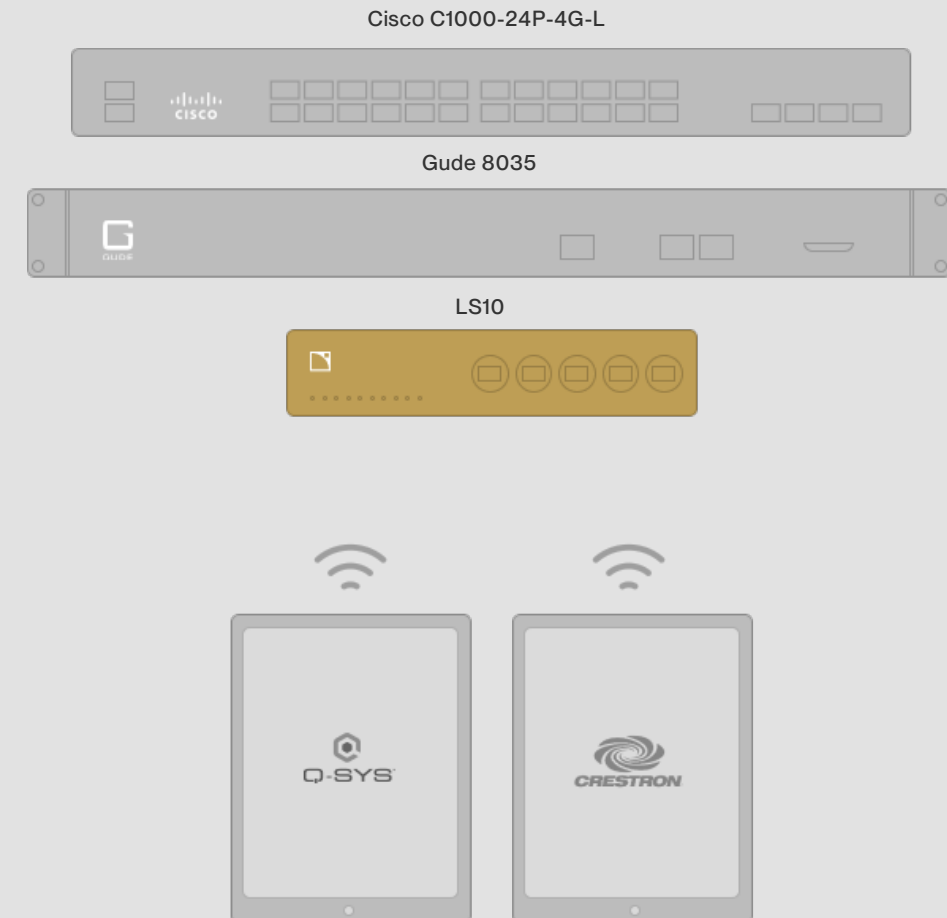 Cisco C1000-24P-4G-L
CISCO
Gude 8035
GUDE
LS10
Q-SYS
CRESTRON